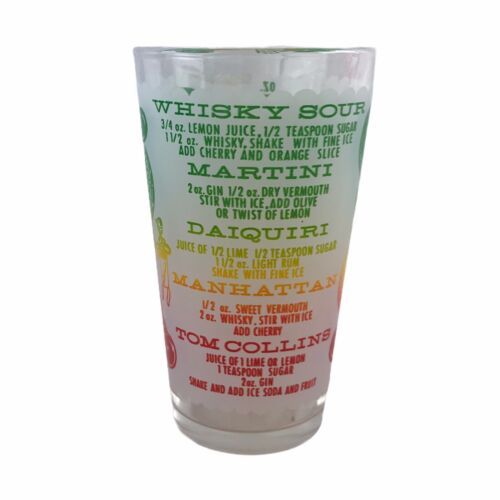 OZ.
WHISKY SOUR
3/4 oz. LEMON JUICE, 1/2 TEASPOON SUGAR
1 1/2 oz. WHISKY, SHAKE WITH FINE ICE
ADD CHERRY AND ORANGE SLICE
MARTINI
2 oz. GIN 1/2 oz. DRY VERMOUTH
STIR WITH ICE, ADD OLIVE
OR TWIST OF LEMON
DAIQUIRI
JUICE OF 1/2 LIME 1/2 TEASPOON SUGAR
1 1/2 oz. LIGHT RUM
SHAKE WITH FINE ICE
MANHATTAN
1/2 oz. SWEET VERMOUTH
2 oz. WHISKY, STIR WITH ICE
ADD CHERRY
TOM COLLINS
JUICE OF 1 LIME OR LEMON
1 TEASPOON SUGAR
2 oz. GIN
SHAKE AND ADD ICE SODA AND FRUIT